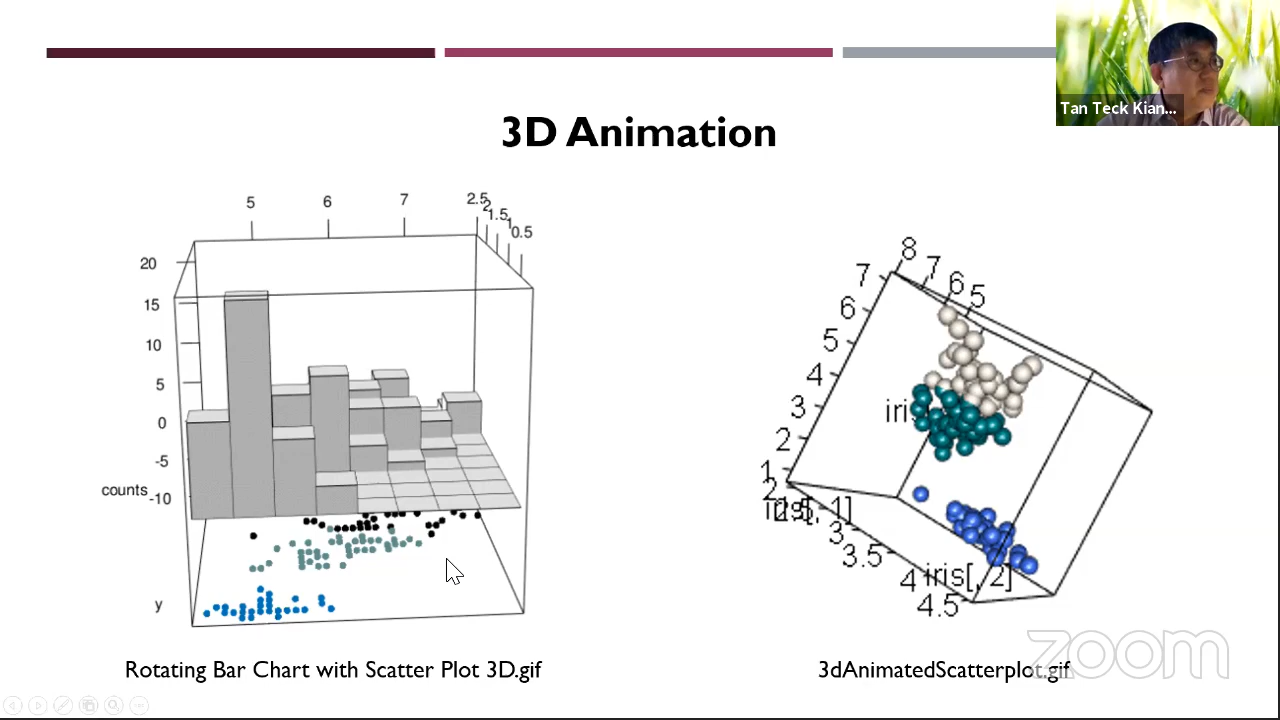 Tan Teck Kian...
3D Animation
5 6 7 2.5 2 1.5 1 0.5
20
15
10
5
0
-5
counts -10
y
8 7 6 5
7
6
5
4
3
2
1
2
3
3.5
4
4.5
iris[, 2]
Rotating Bar Chart with Scatter Plot 3D.gif
3dAnimatedScatterplot.gif
zoom